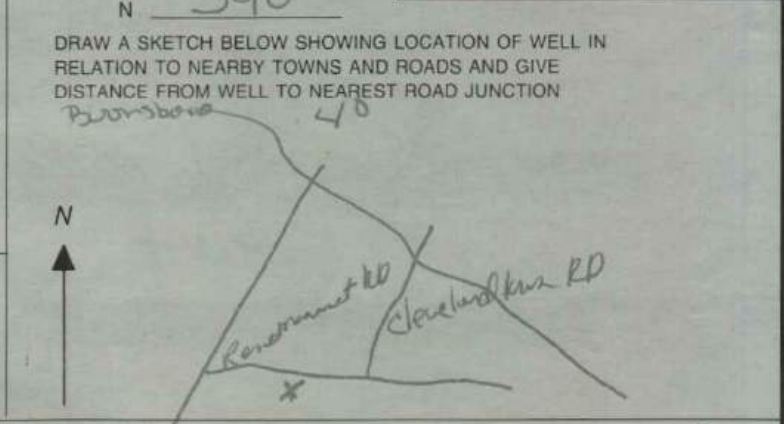 N
DRAW A SKETCH BELOW SHOWING LOCATION OF WELL IN
RELATION TO NEARBY TOWNS AND ROADS AND GIVE
DISTANCE FROM WELL TO NEAREST ROAD JUNCTION
40
N
RD
Cleveland RD